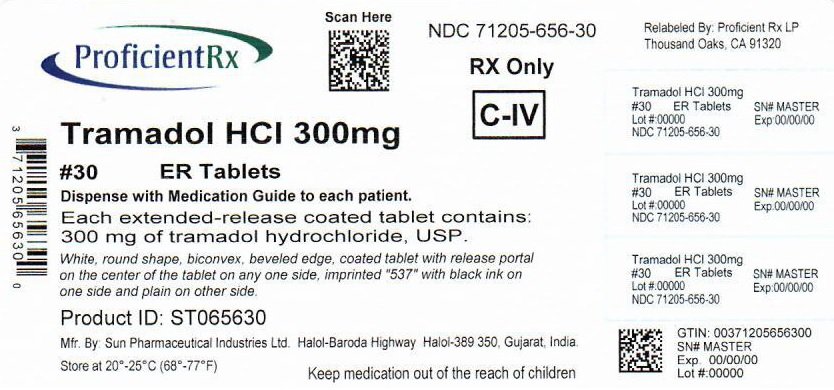 ProficientRx
Scan Here
NDC 71205-656-30
RX Only
C-IV
Tramadol HCl 300mg
#30 ER Tablets
Dispense with Medication Guide to each patient.
Each extended-release coated tablet contains:
300 mg of tramadol hydrochloride, USP.
White, round shape, biconvex, beveled edge, coated tablet with release portal
on the center of the tablet on any one side, imprinted "537" with black ink on
one side and plain on other side.
Product ID: ST065630
Mfr. By: Sun Pharmaceutical Industries Ltd. Halol-Baroda Highway Halol-389 350, Gujarat, India.
Store at 20°-25°C (68°-77°F)
Keep medication out of the reach of children
3 71205 65630 0
Relabeled By: Proficient Rx LP
Thousand Oaks, CA 91320
Tramadol HCl 300mg
#30 ER Tablets SN# MASTER
Lot #:00000 Exp:00/00/00
NDC 71205-656-30
Tramadol HCl 300mg
#30 ER Tablets SN# MASTER
Lot #:00000 Exp:00/00/00
NDC 71205-656-30
Tramadol HCl 300mg
#30 ER Tablets SN# MASTER
Lot #:00000 Exp:00/00/00
NDC 71205-656-30
GTIN: 00371205656300
SN# MASTER
Exp. 00/00/00
Lot #:00000